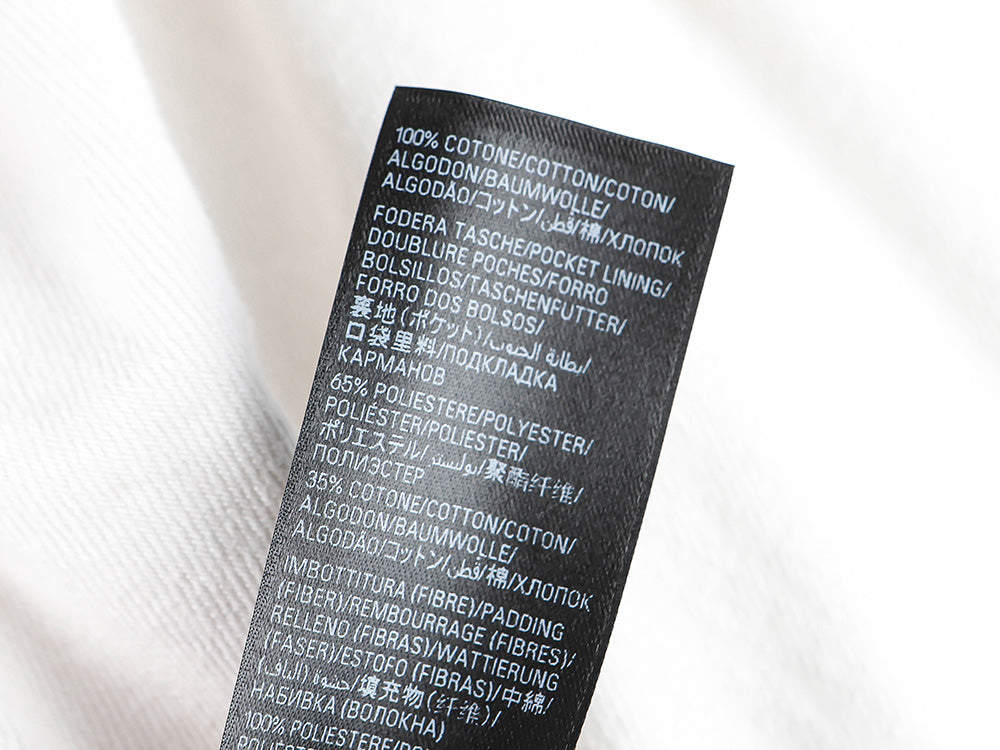 100% COTONE/COTTON/COTON/
ALGODON/BAUMWOLLE/
ALGODÃO/コットン/قطن/棉/ХЛОПОК
FODERA TASCHE/POCKET LINING/
DOUBLURE POCHES/FORRO
BOLSILLOS/TASCHENFUTTER/
FORRO DOS BOLSOS/
裏地(ポケット)/بطانة الجيوب/
口袋里料/ПОДКЛАДКА
КАРМАНОВ
65% POLIESTERE/POLYESTER/
POLIÉSTER/POLIESTER/
ポリエステル/بوليستر/聚酯纤维/
ПОЛИЭСТЕР
35% COTONE/COTTON/COTON/
ALGODON/BAUMWOLLE/
ALGODÃO/コットン/قطن/棉/ХЛОПОК
IMBOTTITURA (FIBRE)/PADDING
(FIBER)/REMBOURRAGE (FIBRES)/
RELLENO (FIBRAS)/WATTIERUNG
(FASER)/ESTOFO (FIBRAS)/中綿/
填充物(纤维)/
НАБИВКА (ВОЛОКНА)
100% POLIESTERE/